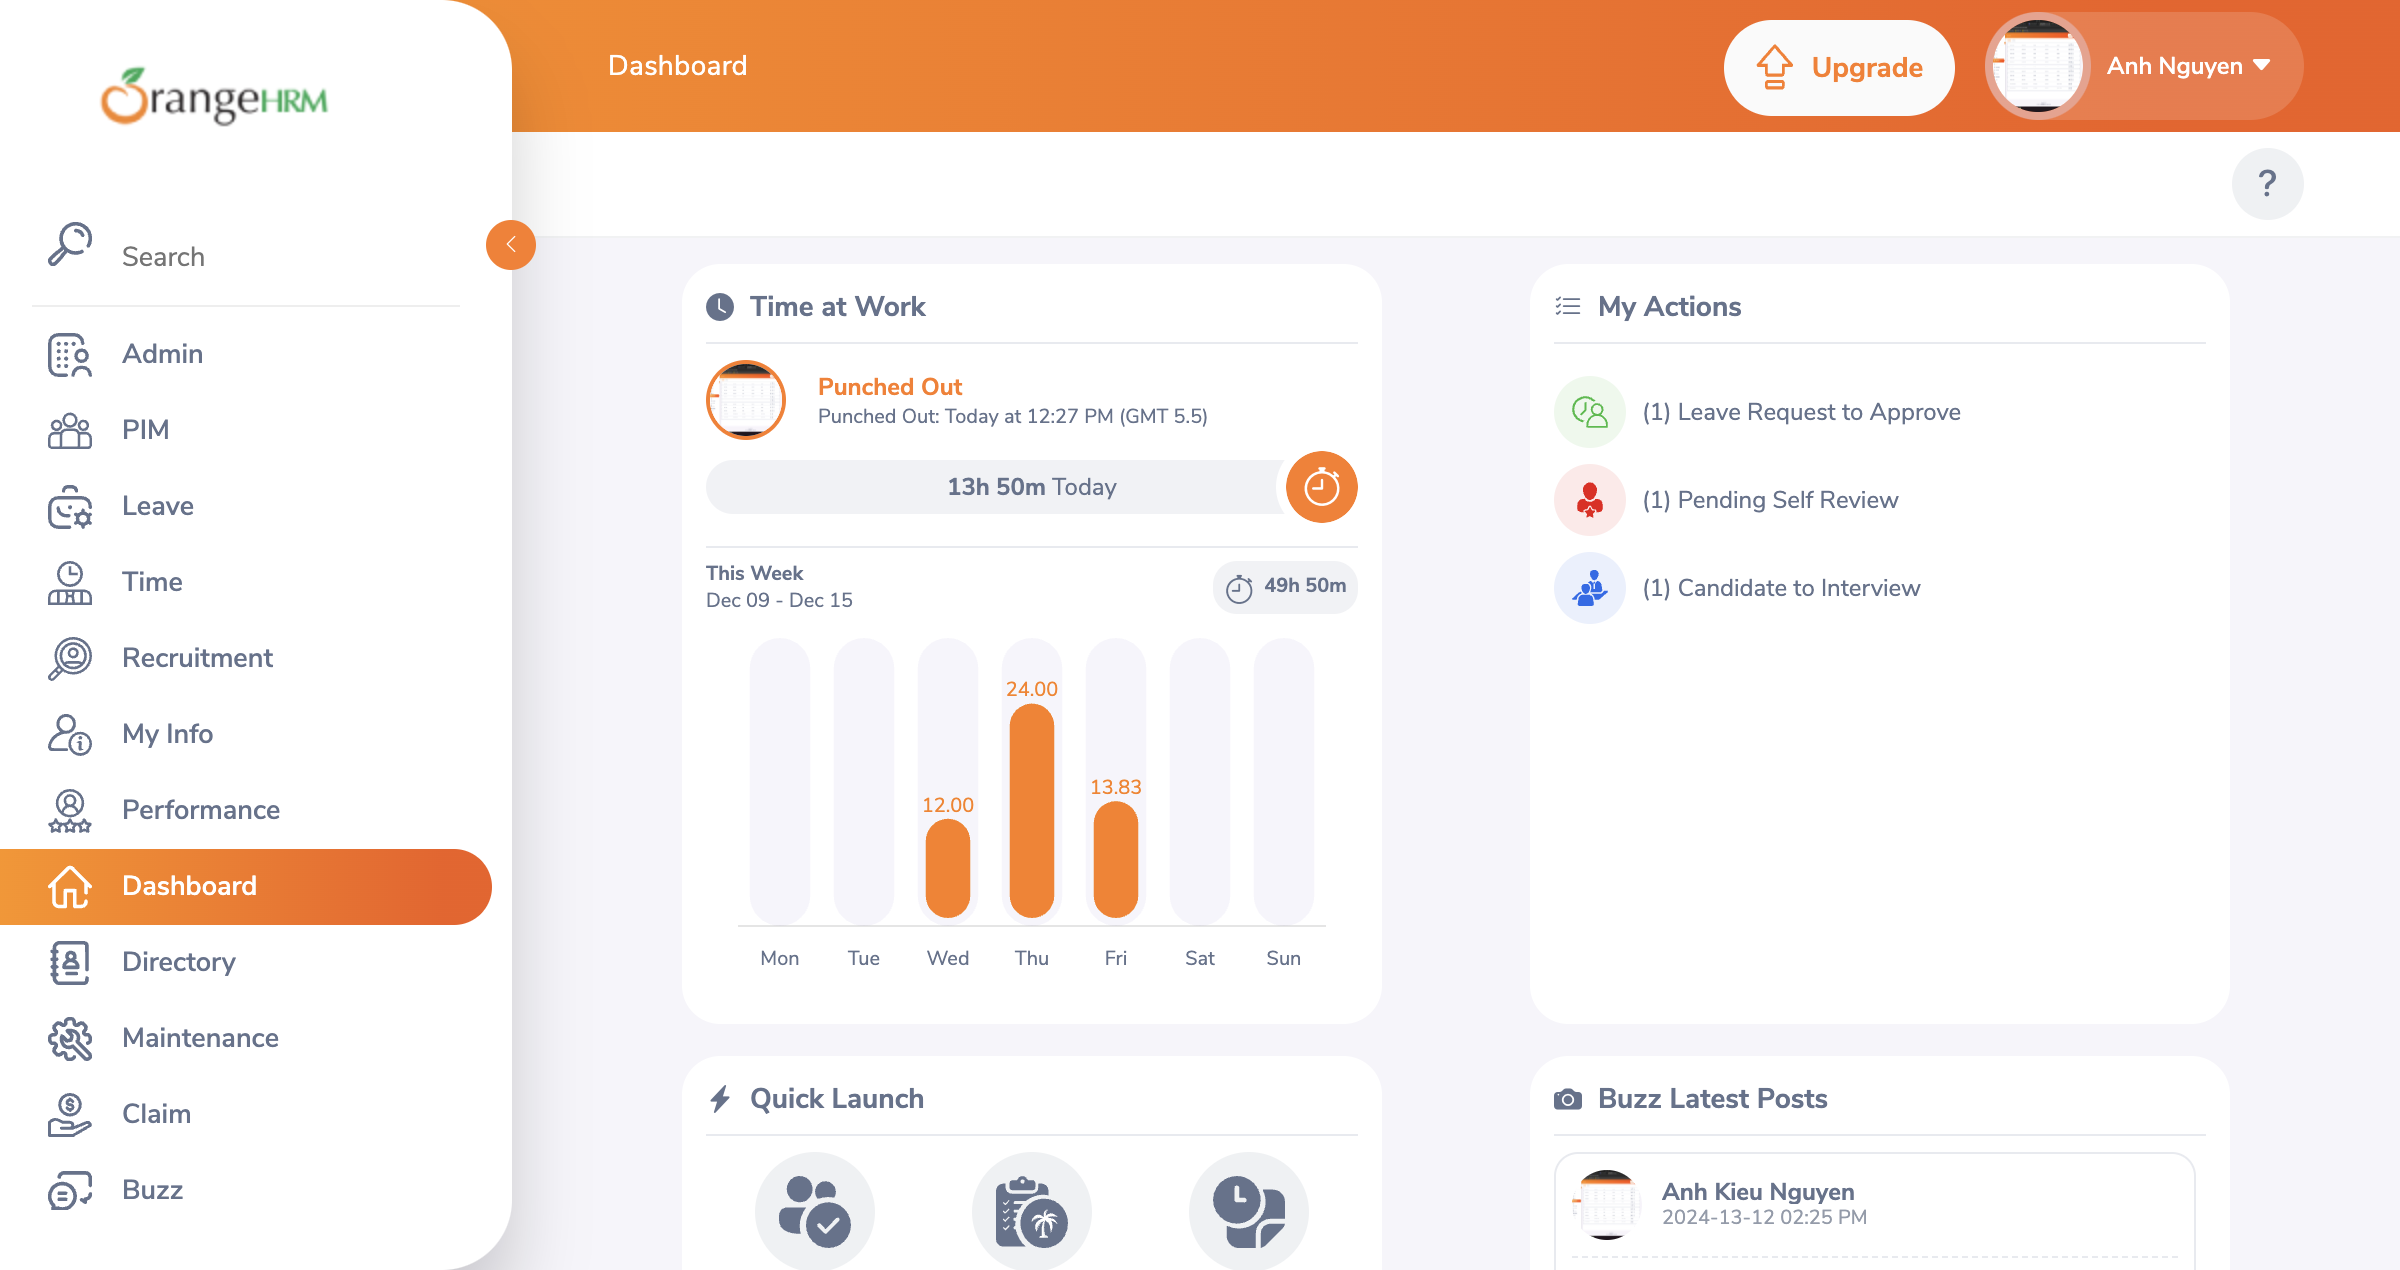 OrangeHRM
Search
Admin
PIM
Leave
Time
Recruitment
My Info
Performance
Dashboard
Directory
Maintenance
Claim
Buzz
Dashboard
Upgrade
Anh Nguyen
?
Time at Work
Punched Out
Punched Out: Today at 12:27 PM (GMT 5.5)
13h 50m Today
This Week
Dec 09 - Dec 15
49h 50m
24.00
13.83
12.00
Mon Tue Wed Thu Fri Sat Sun
My Actions
(1) Leave Request to Approve
(1) Pending Self Review
(1) Candidate to Interview
Quick Launch
Buzz Latest Posts
Anh Kieu Nguyen
2024-13-12 02:25 PM